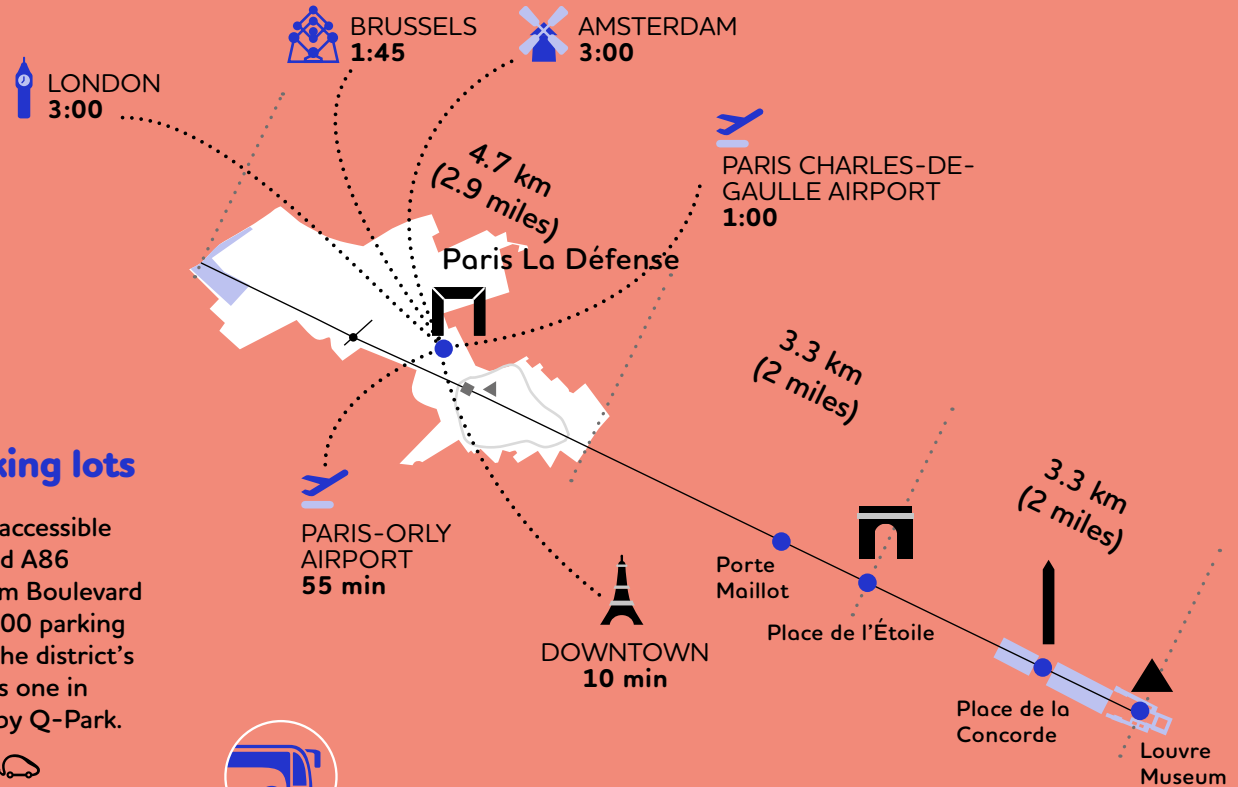 BRUSSELS
1:45
AMSTERDAM
3:00
LONDON
3:00
4.7 km
(2.9 miles)
PARIS CHARLES-DE-
GAULLE AIRPORT
1:00
Paris La Défense
3.3 km
(2 miles)
3.3 km
(2 miles)
king lots
accessible
d A86
m Boulevard
00 parking
he district's
s one in
by Q-Park.
PARIS-ORLY
AIRPORT
55 min
DOWNTOWN
10 min
Porte
Maillot
Place de l'Étoile
Place de la
Concorde
Louvre
Museum